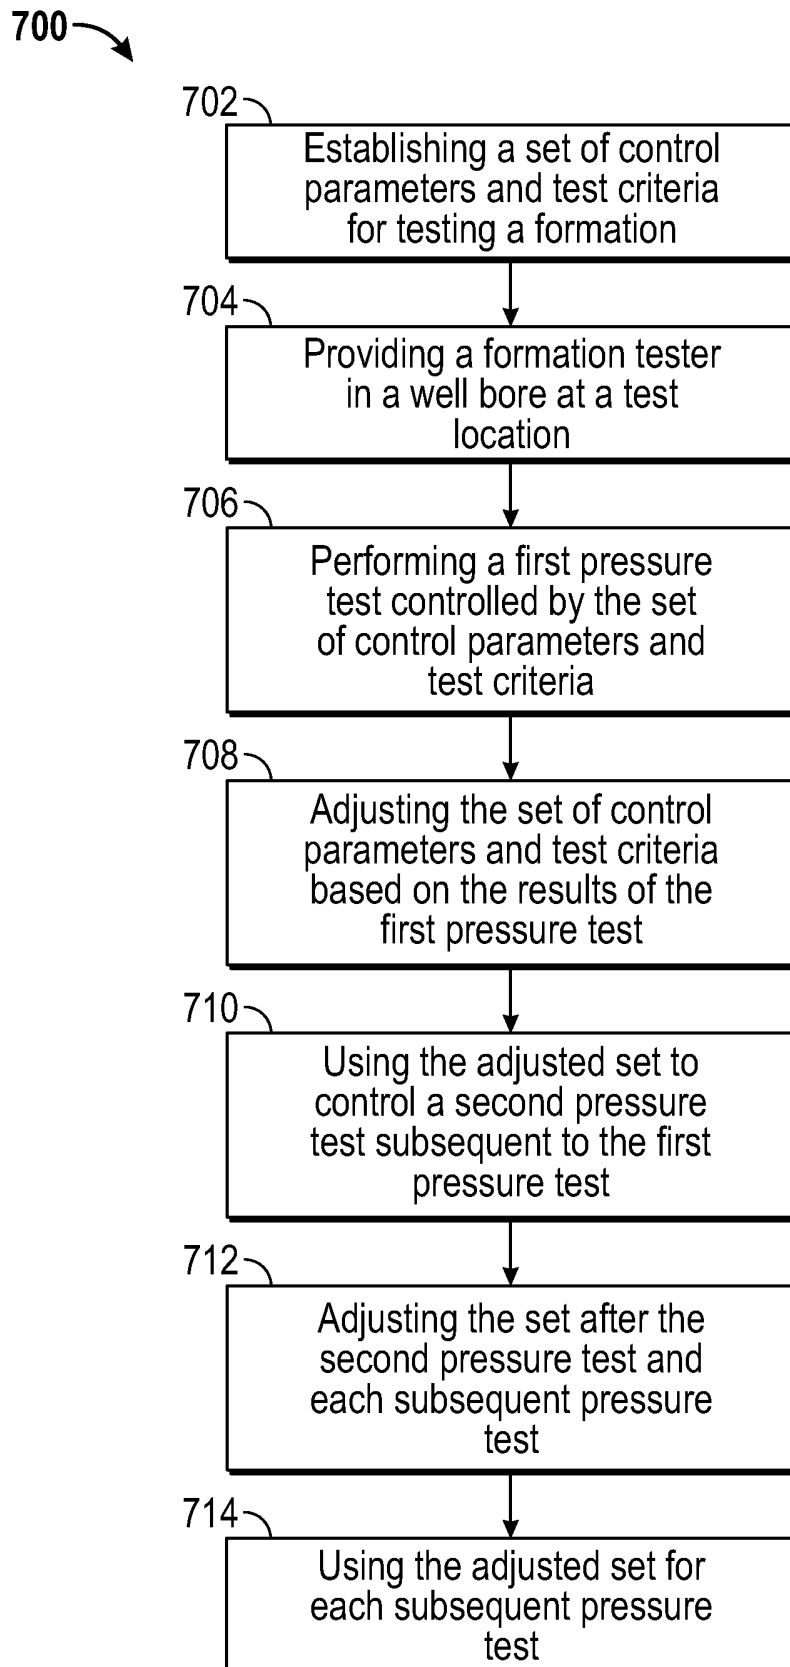 700
702
Establishing a set of control
parameters and test criteria
for testing a formation
704
Providing a formation tester
in a well bore at a test
location
706
Performing a first pressure
test controlled by the set
of control parameters and
test criteria
708
Adjusting the set of control
parameters and test criteria
based on the results of the
first pressure test
710
Using the adjusted set to
control a second pressure
test subsequent to the first
pressure test
712
Adjusting the set after the
second pressure test and
each subsequent pressure
test
714
Using the adjusted set for
each subsequent pressure
test